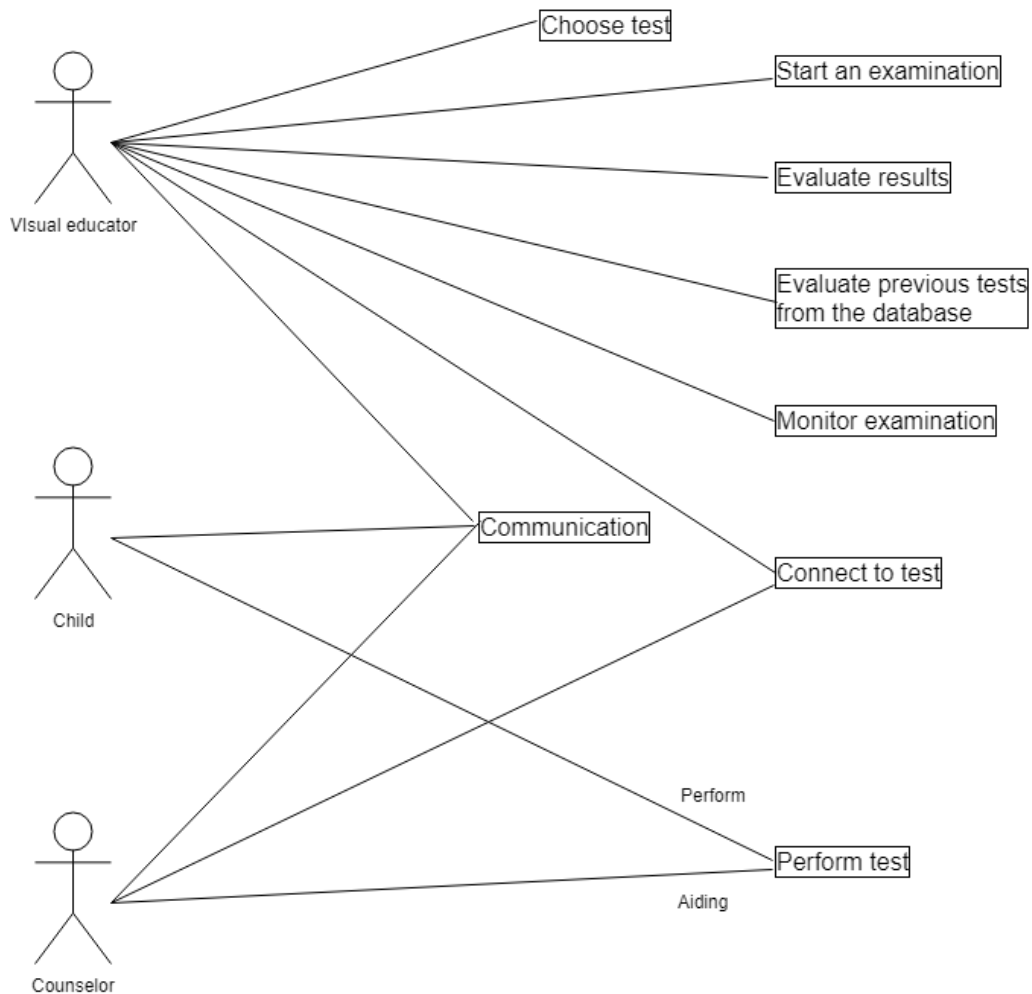 Choose test
Start an examination
VIsual educator
Evaluate results
Evaluate previous tests
from the database
Monitor examination
Communication
Connect to test
Child
Perform
Perform test
Aiding
Counselor